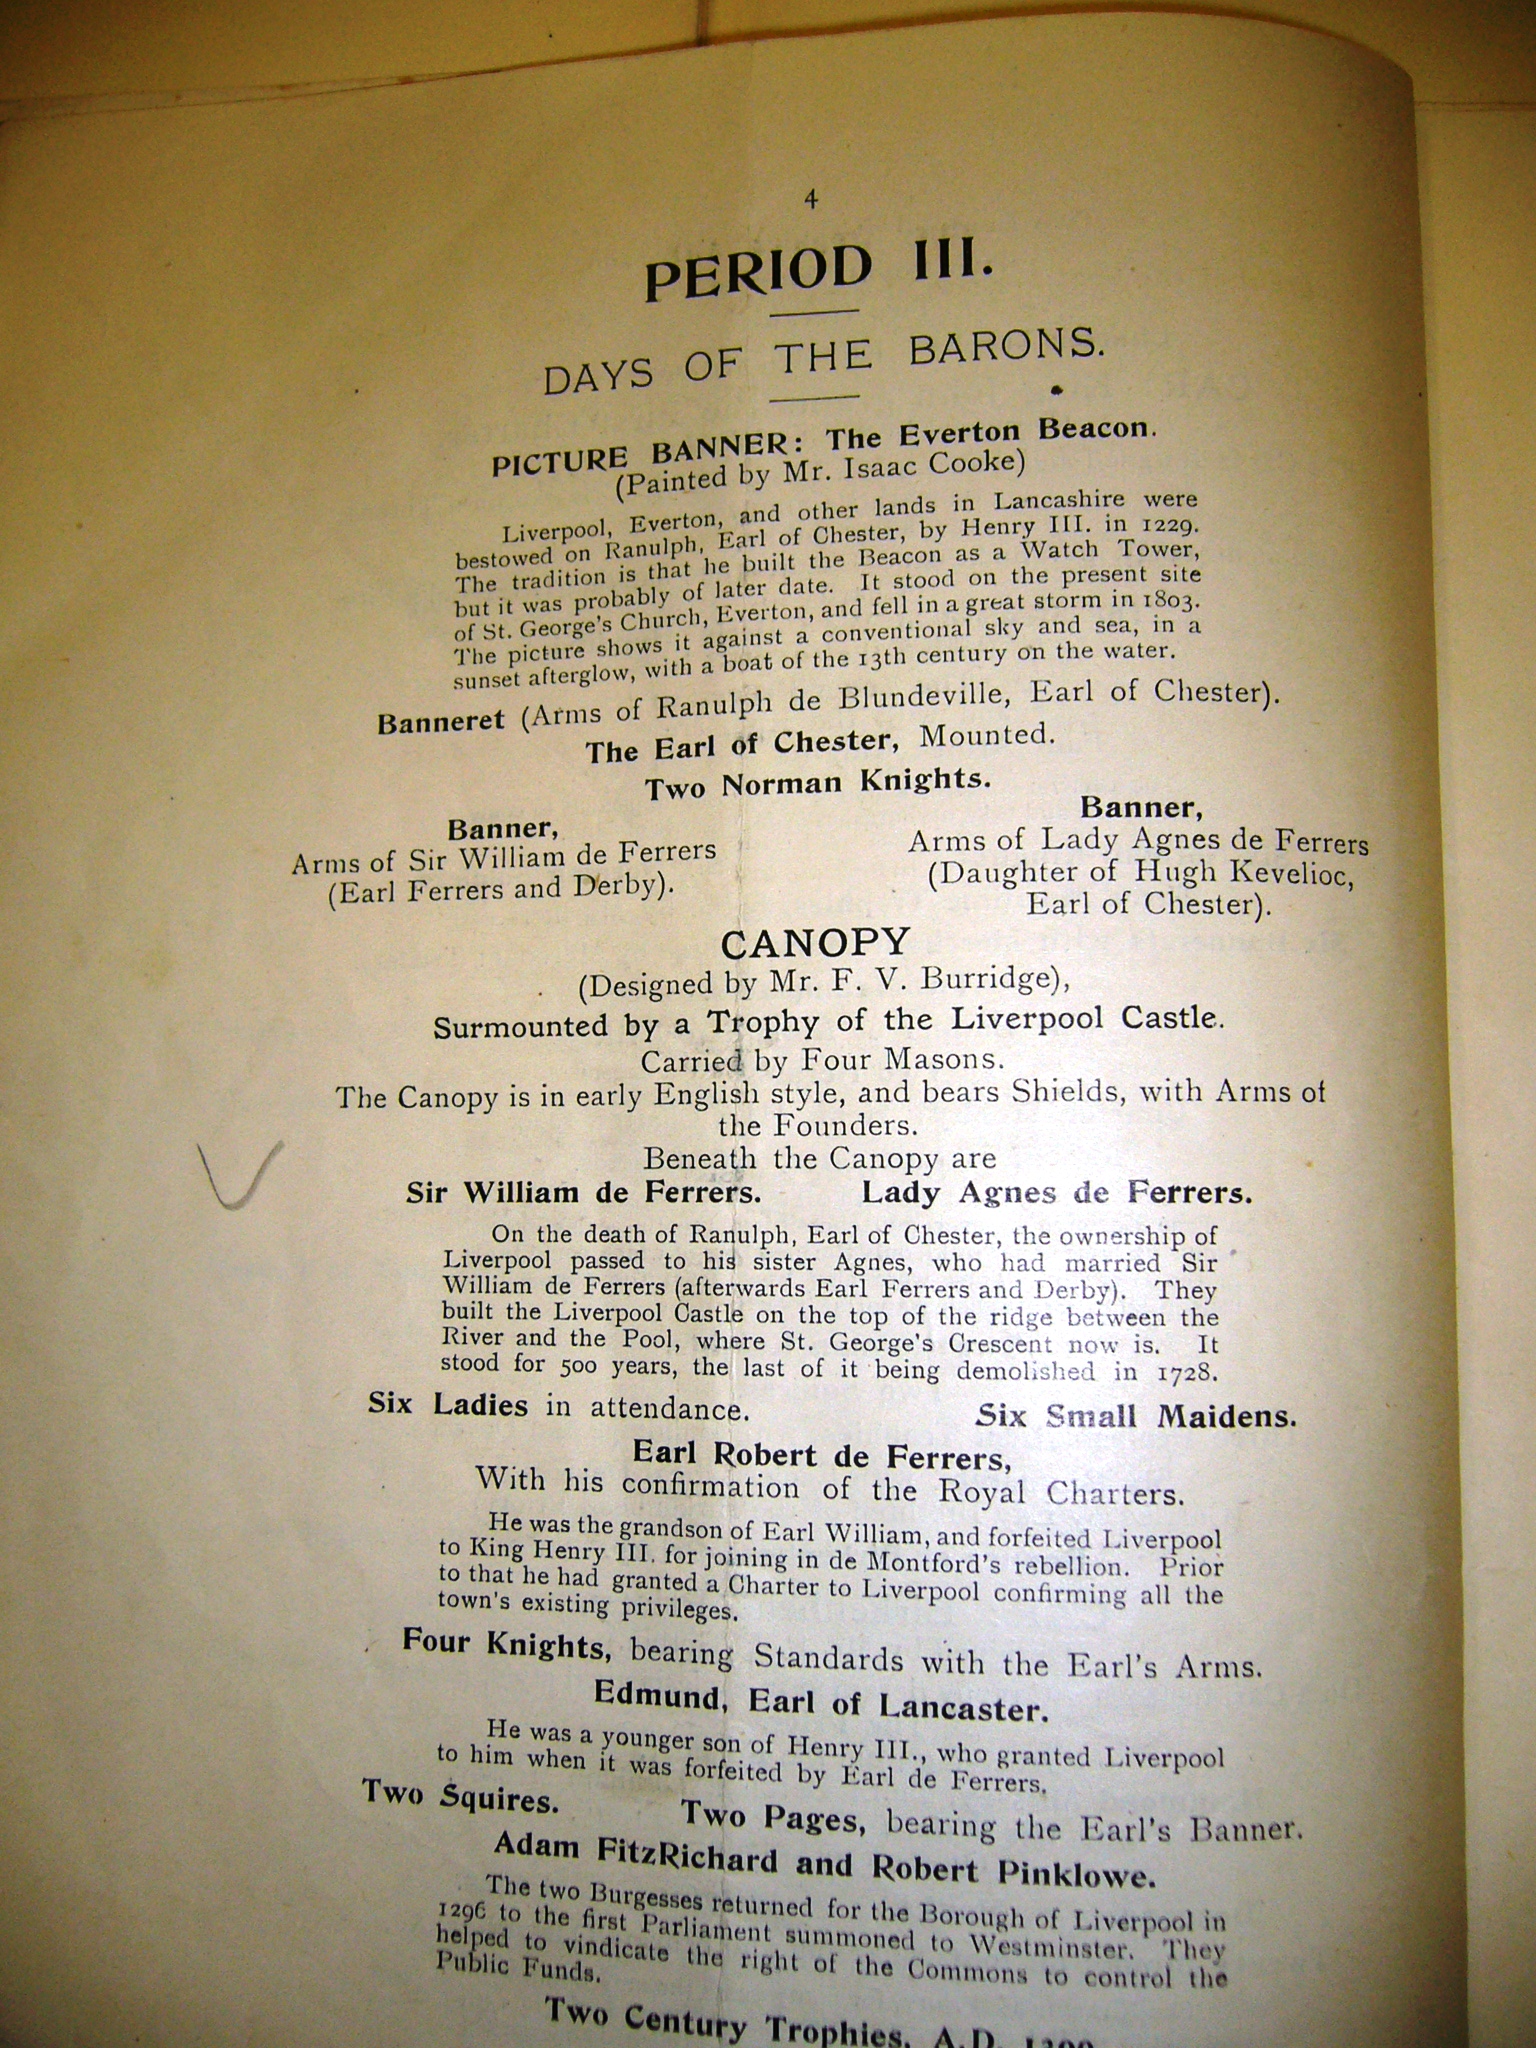 4
PERIOD III.
DAYS OF THE BARONS.
PICTURE BANNER: The Everton Beacon.
(Painted by Mr. Isaac Cooke)
Liverpool, Everton, and other lands in Lancashire were
bestowed on Ranulph, Earl of Chester, by Henry III. in 1229.
The tradition is that he built the Beacon as a Watch Tower,
but it was probably of later date. It stood on the present site
of St. George's Church, Everton, and fell in a great storm in 1803.
The picture shows it against a conventional sky and sea, in a
sunset afterglow, with a boat of the 13th century on the water.
Banneret (Arms of Ranulph de Blundeville, Earl of Chester).
The Earl of Chester, Mounted.
Two Norman Knights.
Banner,
Arms of Sir William de Ferrers
(Earl Ferrers and Derby).
Banner,
Arms of Lady Agnes de Ferrers
(Daughter of Hugh Kevelioc,
Earl of Chester).
CANOPY
(Designed by Mr. F. V. Burridge),
Surmounted by a Trophy of the Liverpool Castle.
Carried by Four Masons.
The Canopy is in early English style, and bears Shields, with Arms of
the Founders.
Beneath the Canopy are
Sir William de Ferrers. Lady Agnes de Ferrers.
On the death of Ranulph, Earl of Chester, the ownership of
Liverpool passed to his sister Agnes, who had married Sir
William de Ferrers (afterwards Earl Ferrers and Derby). They
built the Liverpool Castle on the top of the ridge between the
River and the Pool, where St. George's Crescent now is. It
stood for 500 years, the last of it being demolished in 1728.
Six Ladies in attendance. Six Small Maidens.
Earl Robert de Ferrers,
With his confirmation of the Royal Charters.
He was the grandson of Earl William, and forfeited Liverpool
to King Henry III. for joining in de Montford's rebellion. Prior
to that he had granted a Charter to Liverpool confirming all the
town's existing privileges.
Four Knights, bearing Standards with the Earl's Arms.
Edmund, Earl of Lancaster.
He was a younger son of Henry III., who granted Liverpool
to him when it was forfeited by Earl de Ferrers.
Two Squires. Two Pages, bearing the Earl's Banner.
Adam FitzRichard and Robert Pinklowe.
The two Burgesses returned for the Borough of Liverpool in
1296 to the first Parliament summoned to Westminster. They
helped to vindicate the right of the Commons to control the
Public Funds.
Two Century Trophies, A.D.